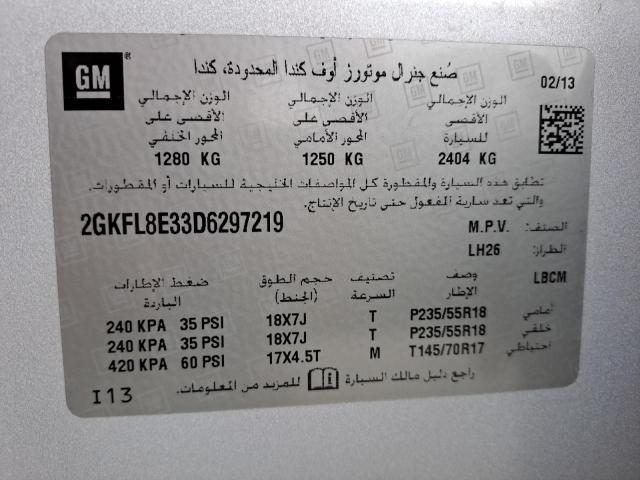 GM
®
صُنع جنرال موتورز أوف كندا المحدودة، كندا
02/13
الوزن الإجمالي الوزن الإجمالي الوزن الإجمالي
الأقصى الأقصى على الأقصى على
للسيارة المحور الأمامي المحور الخلفي
2404 KG 1250 KG 1280 KG
تطابق هذه السيارة والمقطورة كل المواصفات الخليجية للسيارات أو المقطورات.
والتي تعد سارية المفعول حتى تاريخ الإنتاج.
2GKFL8E33D6297219 M.P.V. الصنف:
LH26 الطراز:
LBCM وصف تصنيف حجم الطوق ضغط الإطارات
الإطار السرعة (الجنط) الباردة
أمامي P235/55R18 T 18X7J 240 KPA 35 PSI
خلفي P235/55R18 T 18X7J 240 KPA 35 PSI
احتياطي T145/70R17 M 17X4.5T 420 KPA 60 PSI
راجع دليل مالك السيارة للمزيد من المعلومات.
I13